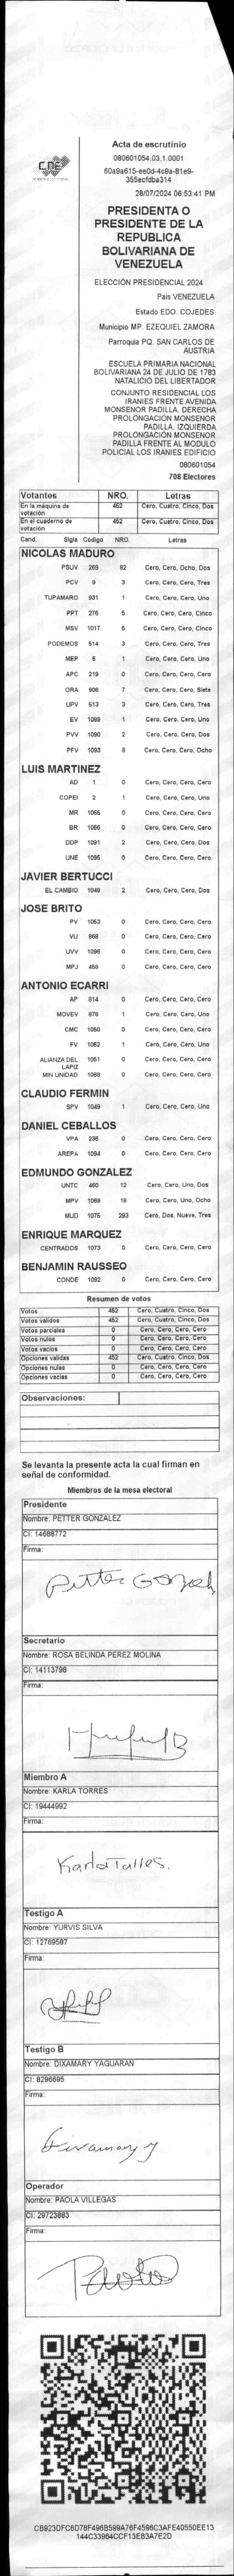 CNE
Acta de escrutinio
080601054.03.1.0001
60a9a615-ee0d-4c9a-81e9-
355ecfdba314
28/07/2024 06:53:41 PM
PRESIDENTA O
PRESIDENTE DE LA
REPUBLICA
BOLIVARIANA DE
VENEZUELA
ELECCIÓN PRESIDENCIAL 2024
Pais VENEZUELA
Estado EDO. COJEDES
Municipio MP. EZEQUIEL ZAMORA
Parroquia PQ. SAN CARLOS DE
AUSTRIA
ESCUELA PRIMARIA NACIONAL
BOLIVARIANA 24 DE JULIO DE 1783
NATALICIO DEL LIBERTADOR
CONJUNTO RESIDENCIAL LOS
IRANIES FRENTE AVENIDA
MONSENOR PADILLA. DERECHA
PROLONGACIÓN MONSENOR
PADILLA. IZQUIERDA
PROLONGACIÓN MONSENOR
PADILLA FRENTE AL MODULO
POLICIAL LOS IRANIES EDIFICIO
080601054
708 Electores
Votantes NRO. Letras
En la máquina de votación 452 Cero, Cuatro, Cinco, Dos
En el cuaderno de votación 452 Cero, Cuatro, Cinco, Dos
Cand. Sigla Código NRO. Letras
NICOLAS MADURO
PSUV 269 82 Cero, Cero, Ocho, Dos
PCV 9 3 Cero, Cero, Cero, Tres
TUPAMARO 931 1 Cero, Cero, Cero, Uno
PPT 276 5 Cero, Cero, Cero, Cinco
MSV 1017 5 Cero, Cero, Cero, Cinco
PODEMOS 514 3 Cero, Cero, Cero, Tres
MEP 6 1 Cero, Cero, Cero, Uno
APC 219 0 Cero, Cero, Cero, Cero
ORA 906 7 Cero, Cero, Cero, Siete
UPV 513 3 Cero, Cero, Cero, Tres
EV 1089 1 Cero, Cero, Cero, Uno
PVV 1090 2 Cero, Cero, Cero, Dos
PFV 1093 8 Cero, Cero, Cero, Ocho
LUIS MARTINEZ
AD 1 0 Cero, Cero, Cero, Cero
COPEI 2 1 Cero, Cero, Cero, Uno
MR 1065 0 Cero, Cero, Cero, Cero
BR 1066 0 Cero, Cero, Cero, Cero
DDP 1091 2 Cero, Cero, Cero, Dos
UNE 1095 0 Cero, Cero, Cero, Cero
JAVIER BERTUCCI
EL CAMBIO 1048 2 Cero, Cero, Cero, Dos
JOSE BRITO
PV 1053 0 Cero, Cero, Cero, Cero
VU 868 0 Cero, Cero, Cero, Cero
UVV 1096 0 Cero, Cero, Cero, Cero
MPJ 458 0 Cero, Cero, Cero, Cero
ANTONIO ECARRI
AP 814 0 Cero, Cero, Cero, Cero
MOVEV 878 1 Cero, Cero, Cero, Uno
CMC 1050 0 Cero, Cero, Cero, Cero
FV 1062 1 Cero, Cero, Cero, Uno
ALIANZA DEL LAPIZ 1051 0 Cero, Cero, Cero, Cero
MIN UNIDAD 1068 0 Cero, Cero, Cero, Cero
CLAUDIO FERMIN
SPV 1049 1 Cero, Cero, Cero, Uno
DANIEL CEBALLOS
VPA 236 0 Cero, Cero, Cero, Cero
AREPA 1094 0 Cero, Cero, Cero, Cero
EDMUNDO GONZALEZ
UNTC 460 12 Cero, Cero, Uno, Dos
MPV 1069 18 Cero, Cero, Uno, Ocho
MUD 1075 293 Cero, Dos, Nueve, Tres
ENRIQUE MARQUEZ
CENTRADOS 1073 0 Cero, Cero, Cero, Cero
BENJAMIN RAUSSEO
CONDE 1092 0 Cero, Cero, Cero, Cero
Resumen de votos
Votos 452 Cero, Cuatro, Cinco, Dos
Votos validos 452 Cero, Cuatro, Cinco, Dos
Votos parciales 0 Cero, Cero, Cero, Cero
Votos nulos 0 Cero, Cero, Cero, Cero
Votos vacios 0 Cero, Cero, Cero, Cero
Opciones validas 452 Cero, Cuatro, Cinco, Dos
Opciones nulas 0 Cero, Cero, Cero, Cero
Opciones vacias 0 Cero, Cero, Cero, Cero
Observaciones:
Se levanta la presente acta la cual firman en
señal de conformidad.
Miembros de la mesa electoral
Presidente
Nombre: PETTER GONZALEZ
CI: 14688772
Firma:
Petter Gonzalez
Secretario
Nombre: ROSA BELINDA PEREZ MOLINA
CI: 14113798
Firma:
Miembro A
Nombre: KARLA TORRES
CI: 19444992
Firma:
Karla Torres.
Testigo A
Nombre: YURVIS SILVA
CI: 12769587
Firma:
Testigo B
Nombre: DIXAMARY YAGUARAN
CI: 8296695
Firma:
Dixamary y
Operador
Nombre: PAOLA VILLEGAS
CI: 29723883
Firma:
Paola
CB923DFC6D78F496B599A76F4596C3AFE40550EE13
144C33964CCF13EB3A7E2D